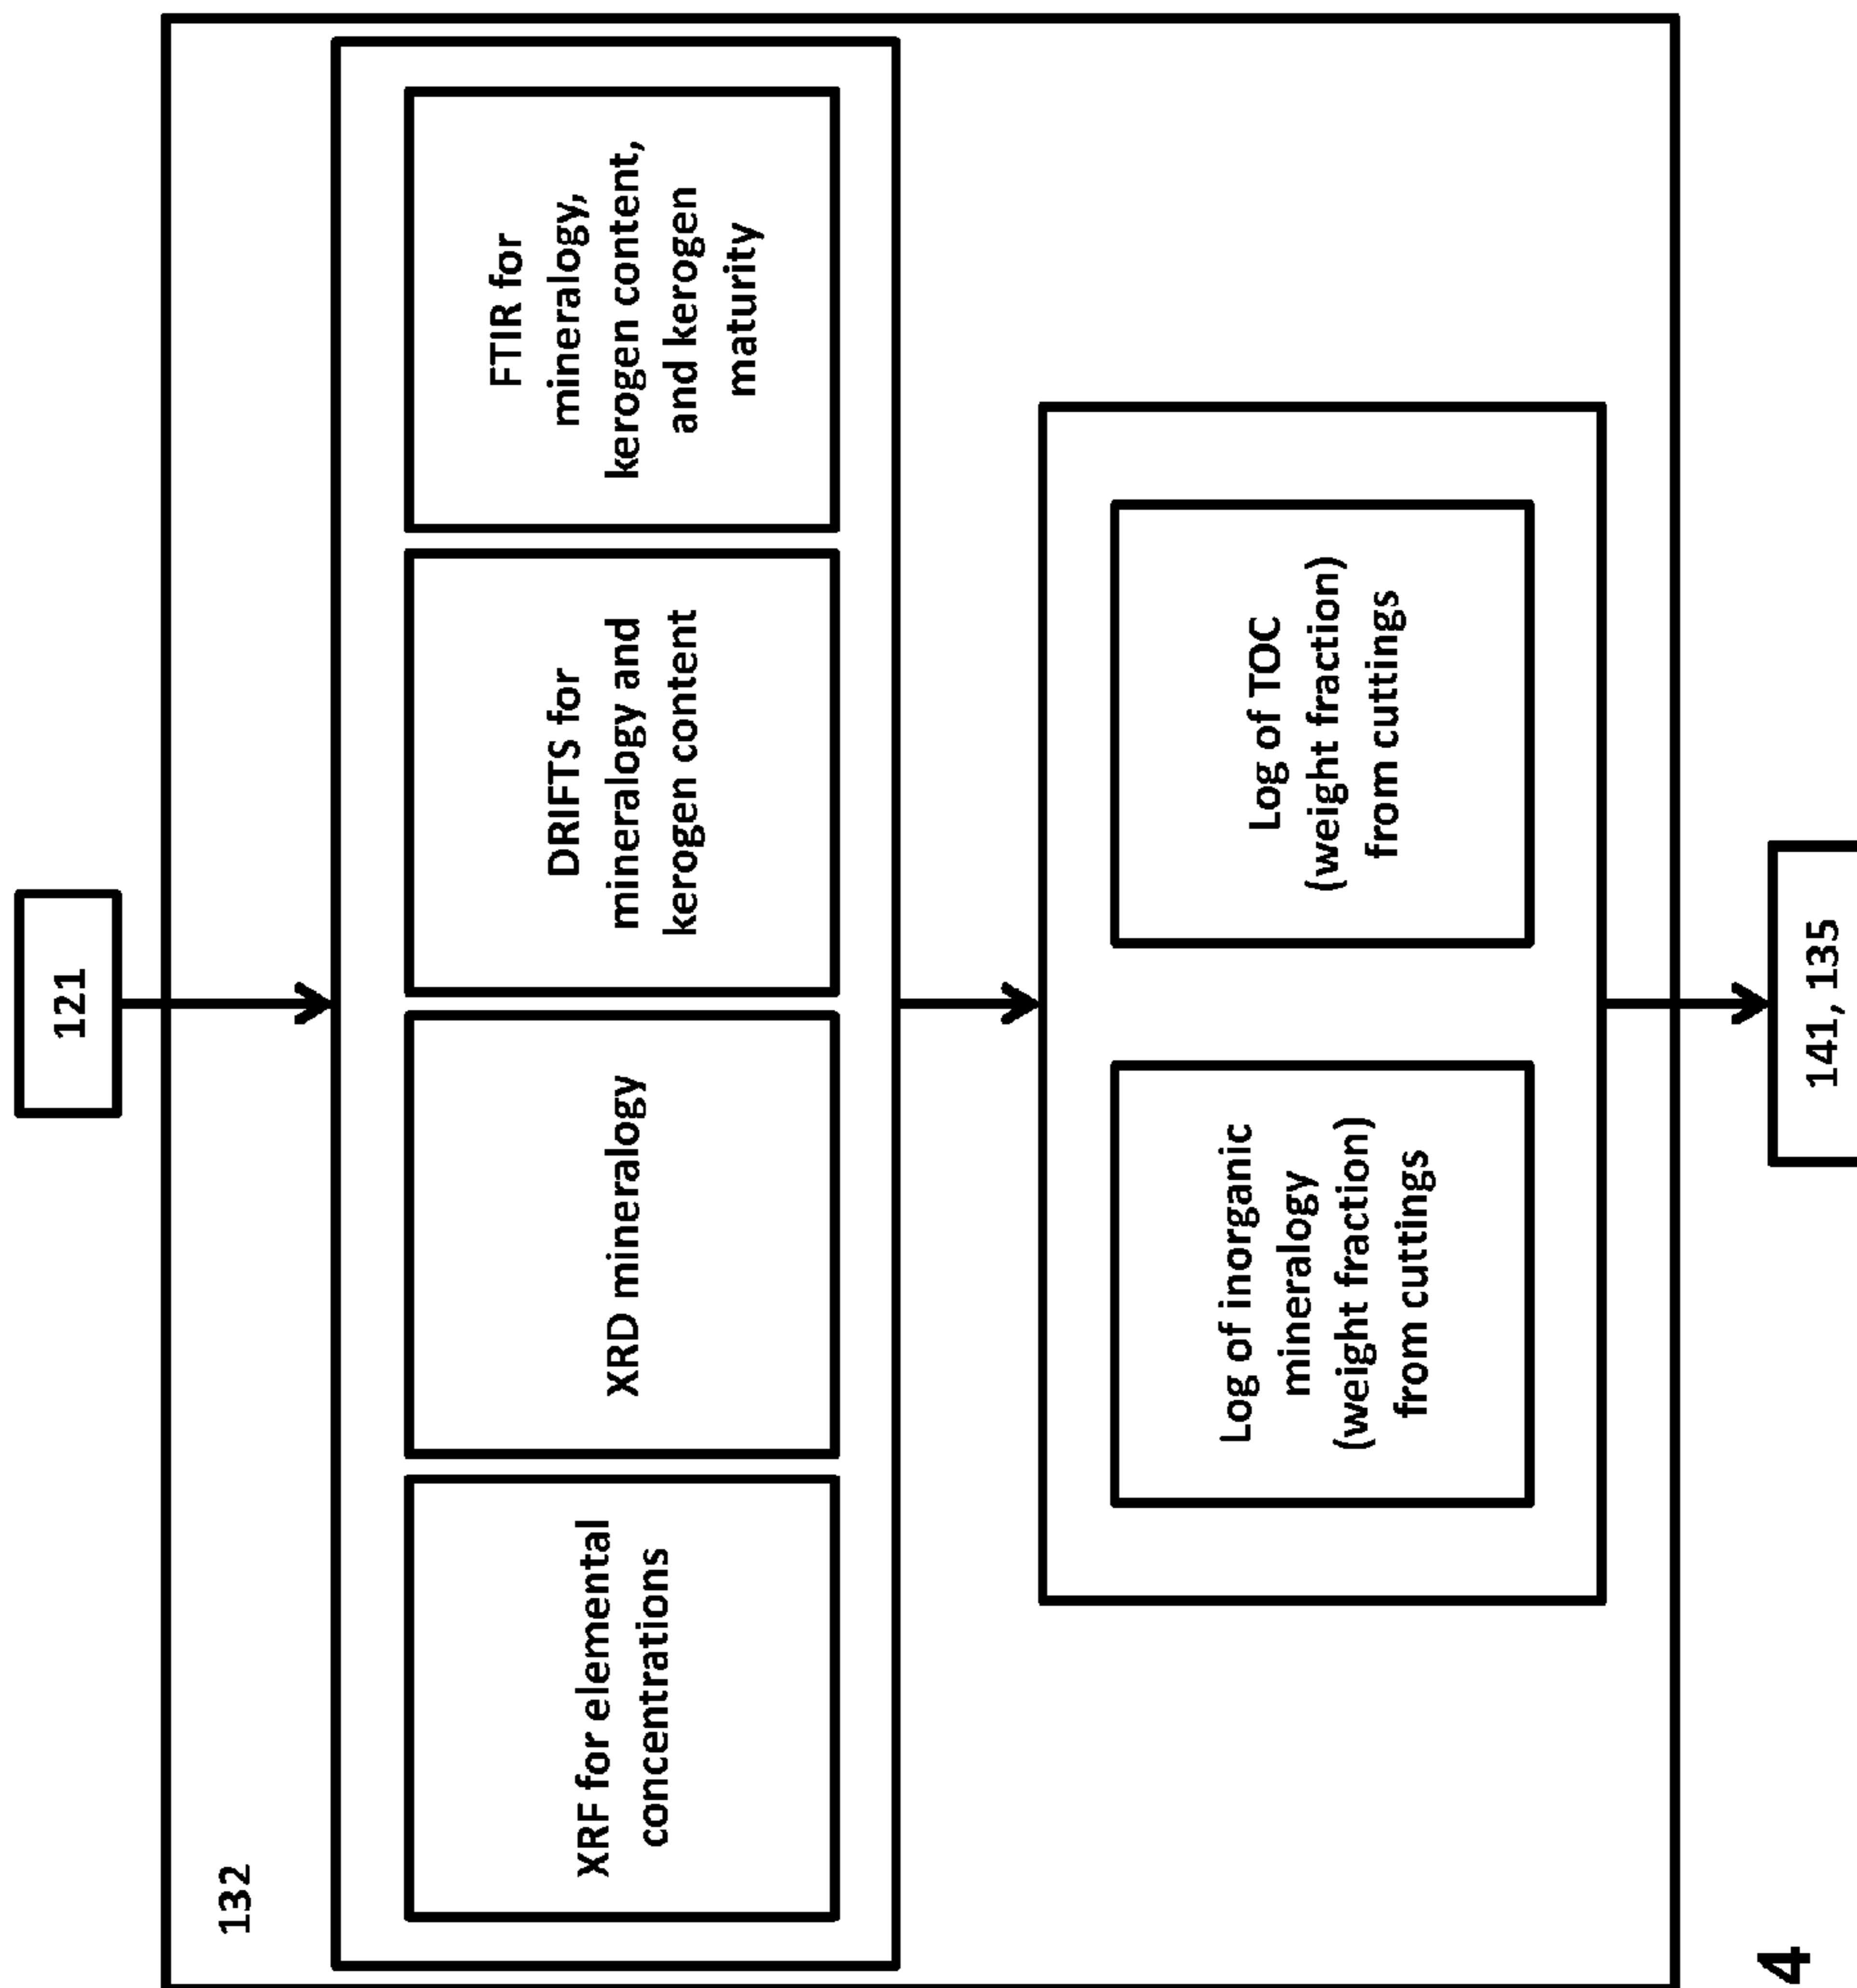 121
132
XRF for elemental
concentrations
XRD mineralogy
DRIFTS for
mineralogy and
kerogen content
FTIR for
mineralogy,
kerogen content,
and kerogen
maturity
Log of inorganic
mineralogy
(weight fraction)
from cuttings
Log of TOC
(weight fraction)
from cuttings
141, 135
4